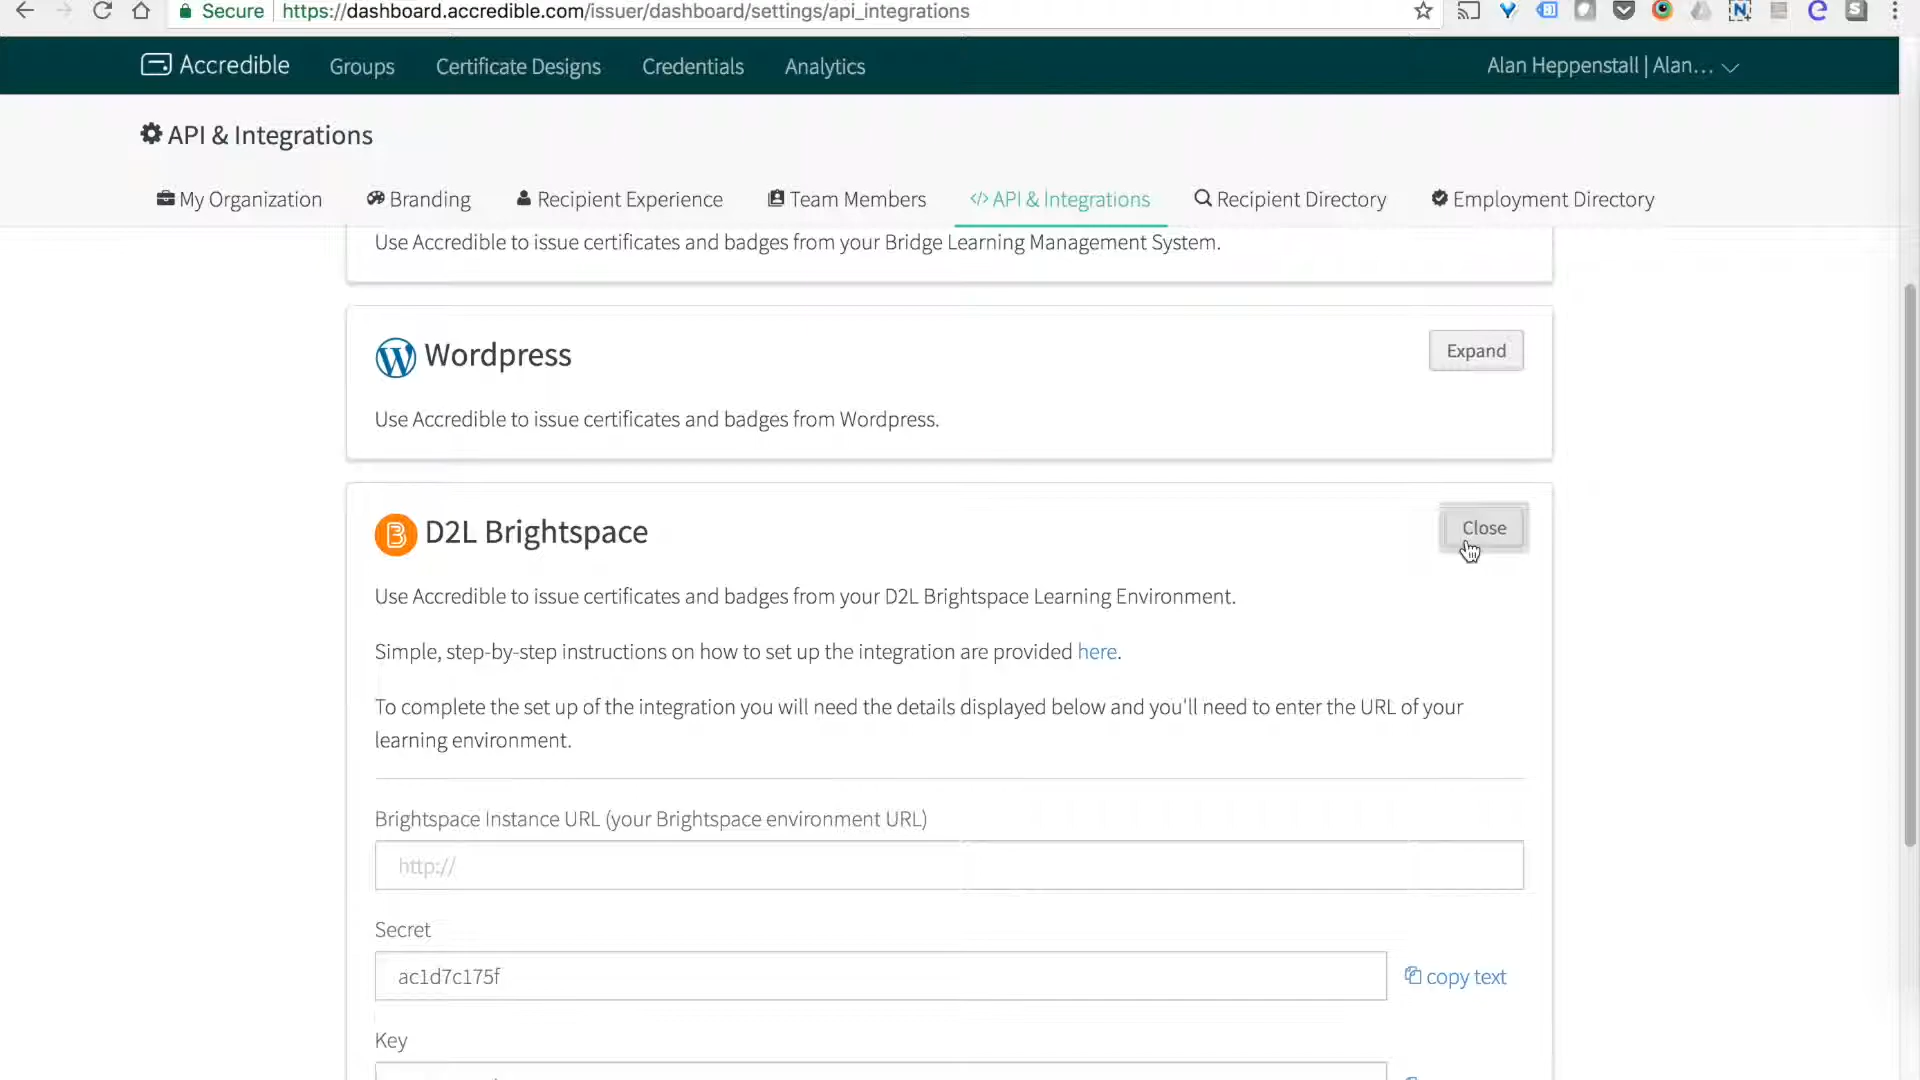 Secure https://dashboard.accredible.com/issuer/dashboard/settings/api_integrations
Accredible Groups Certificate Designs Credentials Analytics Alan Heppenstall | Alan...
API & Integrations
My Organization Branding Recipient Experience Team Members </> API & Integrations Recipient Directory Employment Directory
Use Accredible to issue certificates and badges from your Bridge Learning Management System.
Wordpress Expand
Use Accredible to issue certificates and badges from Wordpress.
D2L Brightspace Close
Use Accredible to issue certificates and badges from your D2L Brightspace Learning Environment.
Simple, step-by-step instructions on how to set up the integration are provided here.
To complete the set up of the integration you will need the details displayed below and you'll need to enter the URL of your
learning environment.
Brightspace Instance URL (your Brightspace environment URL)
http://
Secret
ac1d7c175f copy text
Key